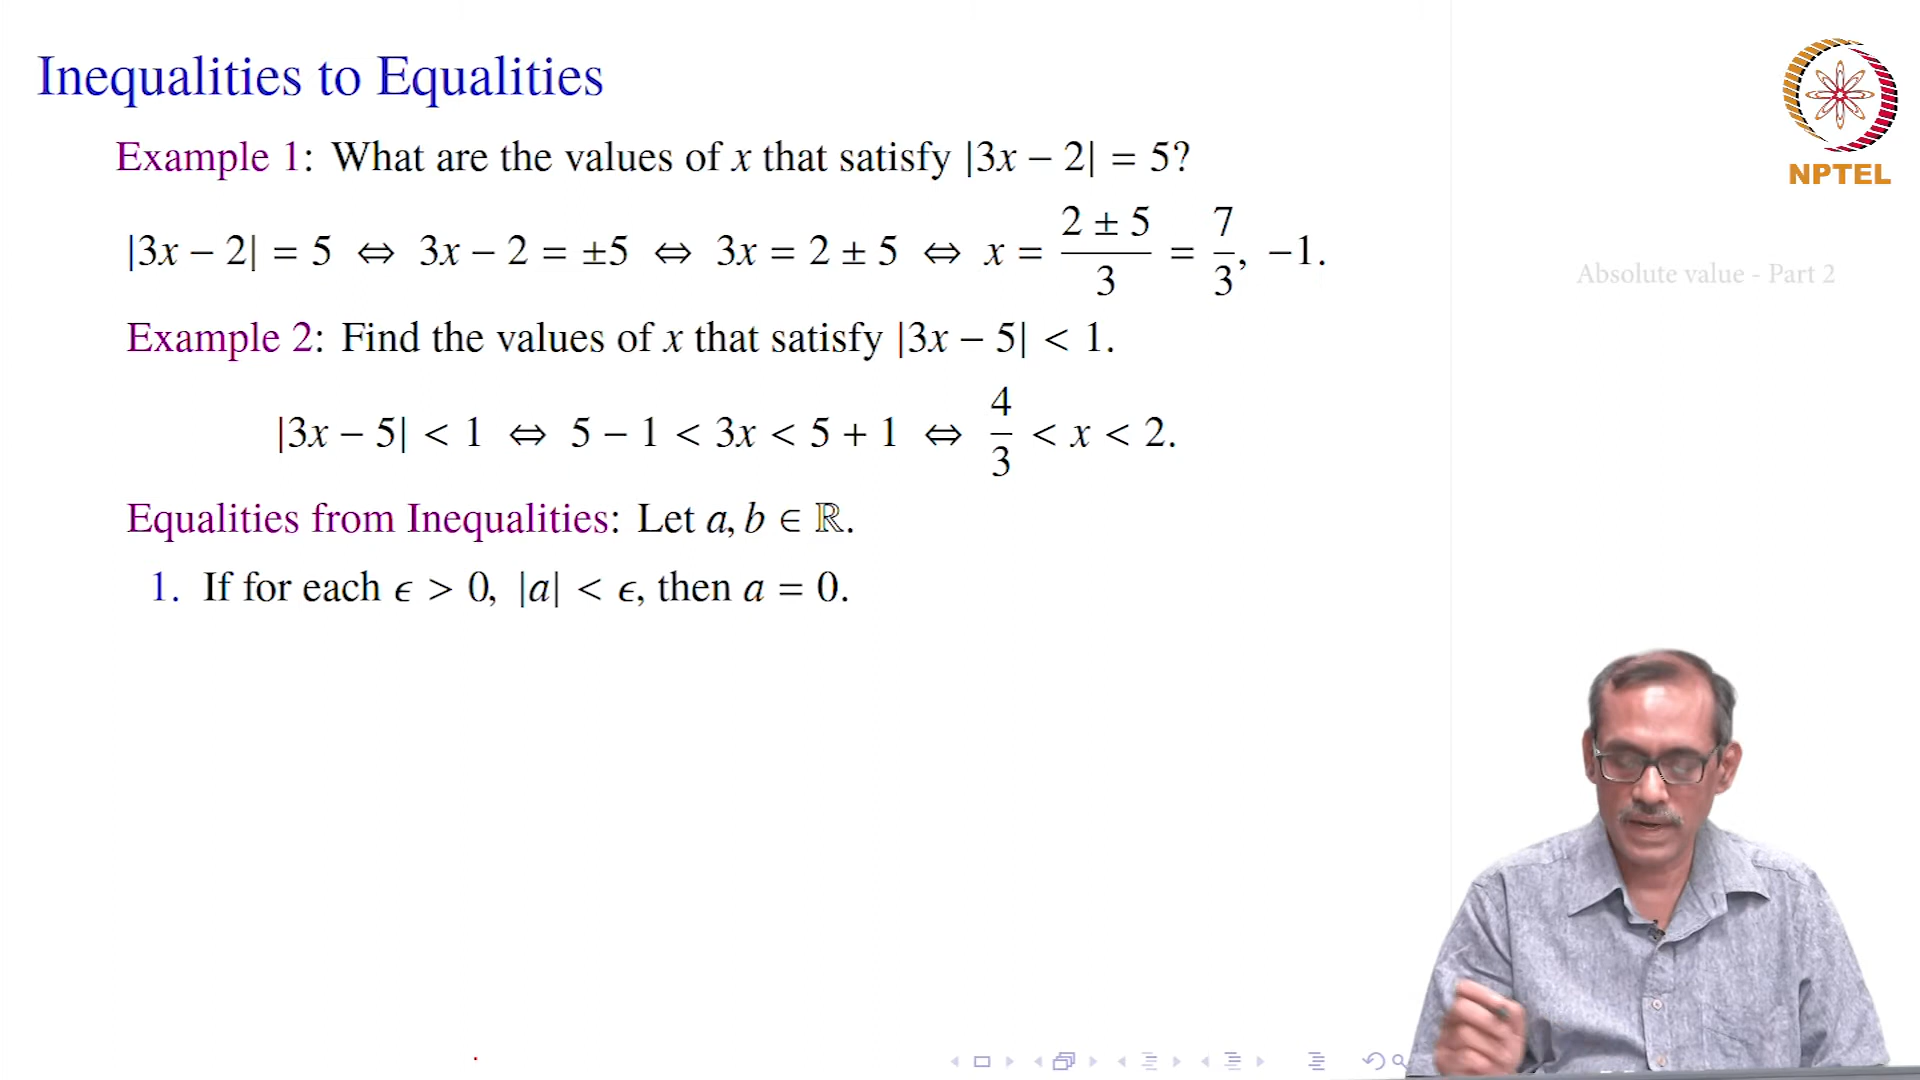 Inequalities to Equalities
NPTEL
Example 1: What are the values of x that satisfy |3x − 2| = 5?
|3x − 2| = 5 ⇔ 3x − 2 = ±5 ⇔ 3x = 2 ± 5 ⇔ x = (2 ± 5)/3 = 7/3, −1.
Absolute value - Part 2
Example 2: Find the values of x that satisfy |3x − 5| < 1.
|3x − 5| < 1 ⇔ 5 − 1 < 3x < 5 + 1 ⇔ 4/3 < x < 2.
Equalities from Inequalities: Let a, b ∈ ℝ.
1. If for each ϵ > 0, |a| < ϵ, then a = 0.